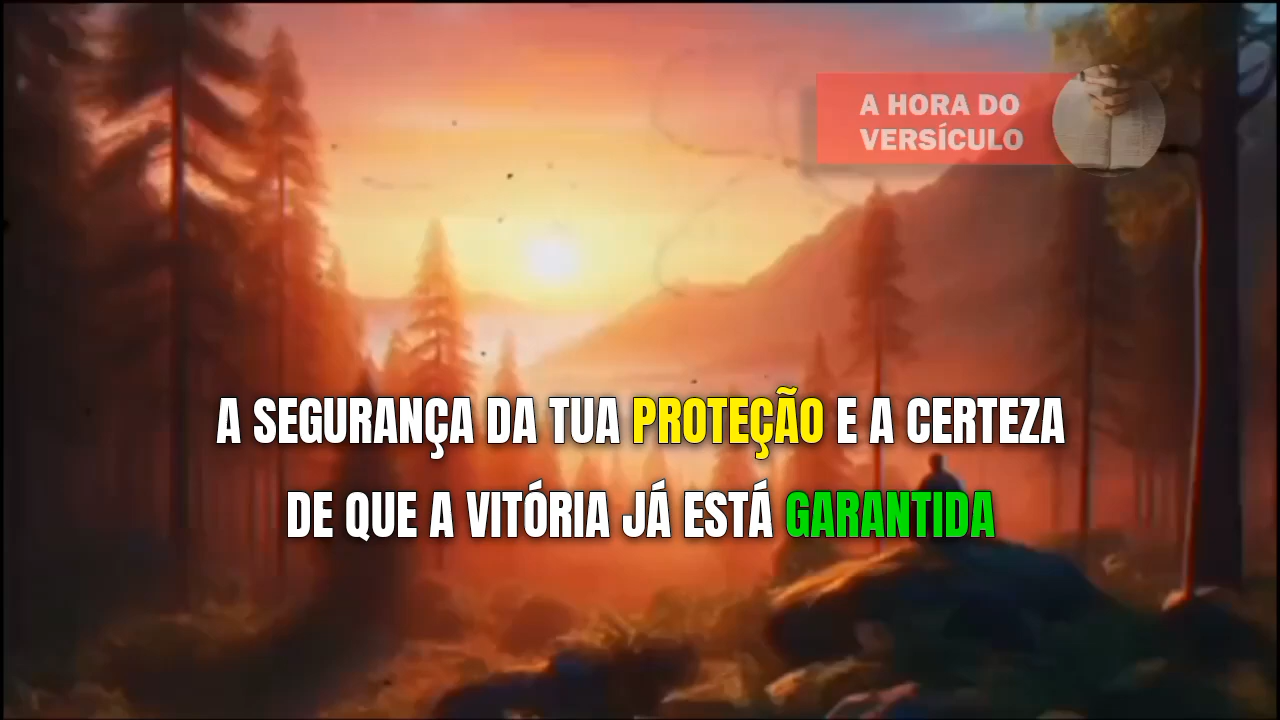 A HORA DO
VERSÍCULO
A SEGURANÇA DA TUA PROTEÇÃO E A CERTEZA
DE QUE A VITÓRIA JÁ ESTÁ GARANTIDA